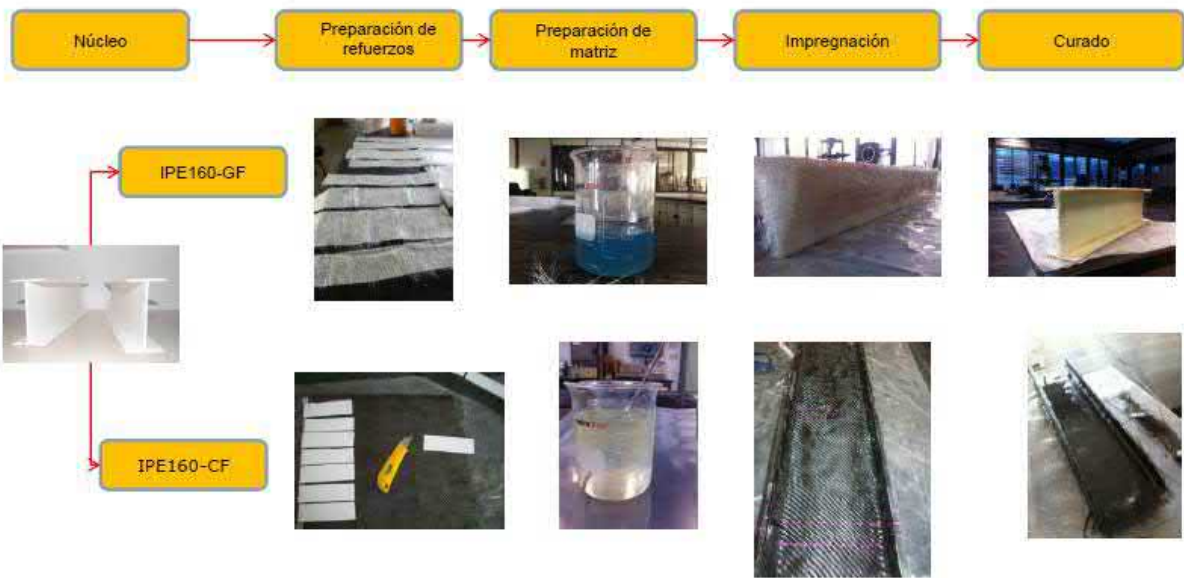 Núcleo
Preparación de
refuerzos
Preparación de
matriz
Impregnación
Curado
IPE160-GF
IPE160-CF